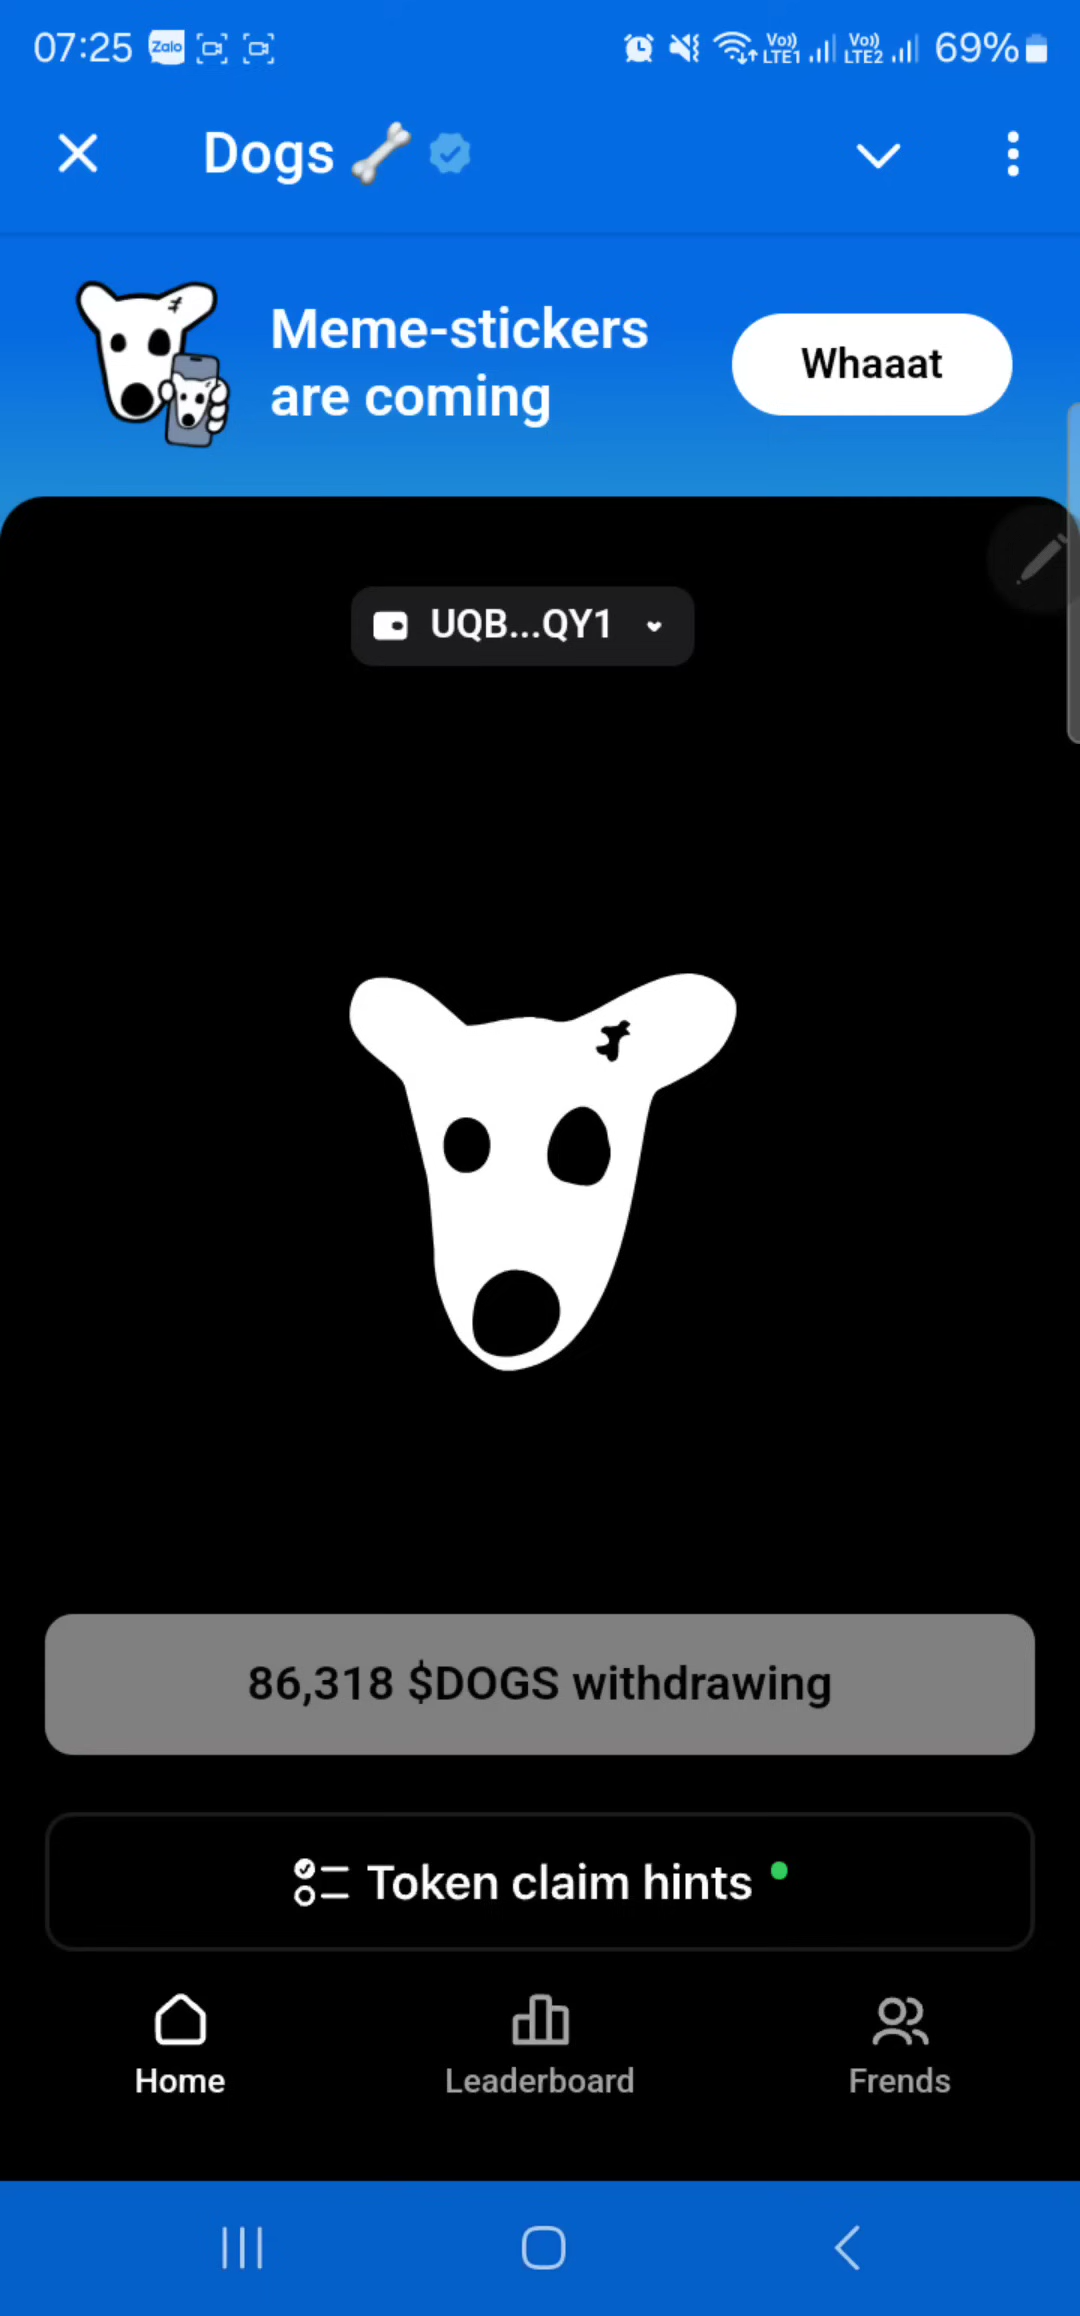 07:25 Zalo Vo)) LTE1 Vo)) LTE2 69%
Dogs
Meme-stickers
are coming
Whaaat
UQB...QY1
86,318 $DOGS withdrawing
Token claim hints
Home Leaderboard Frends